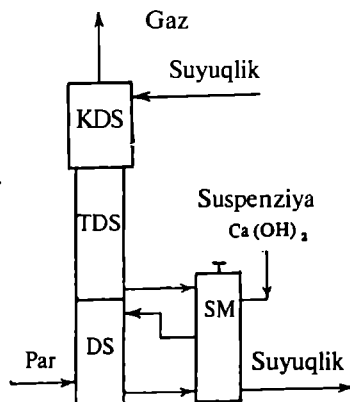 Gaz
Suyuqlik
KDS
TDS
Suspenziya
Ca(OH)₂
SM
DS
Par
Suyuqlik